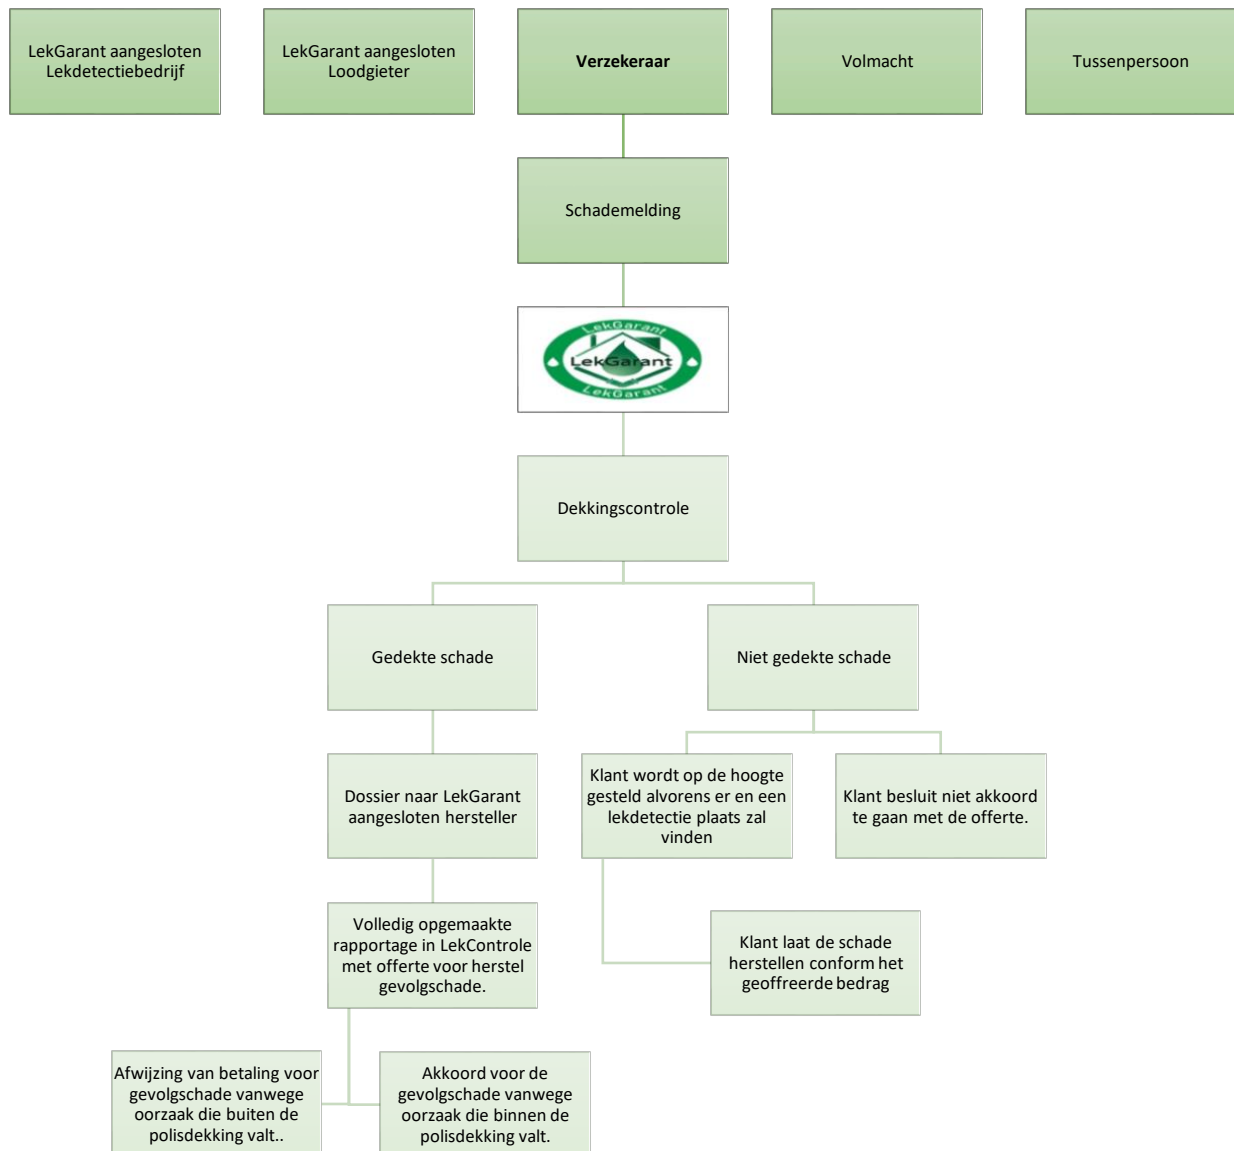 LekGarant aangesloten
Lekdetectiebedrijf
LekGarant aangesloten
Loodgieter
Verzekeraar
Volmacht
Tussenpersoon
Schademelding
LekGarant
LekGarant
LekGarant
Dekkingscontrole
Gedekte schade
Niet gedekte schade
Dossier naar LekGarant
aangesloten hersteller
Klant wordt op de hoogte
gesteld alvorens er en een
lekdetectie plaats zal
vinden
Klant besluit niet akkoord
te gaan met de offerte.
Volledig opgemaakte
rapportage in LekControle
met offerte voor herstel
gevolgschade.
Klant laat de schade
herstellen conform het
geoffreerde bedrag
Afwijzing van betaling voor
gevolgschade vanwege
oorzaak die buiten de
polisdekking valt..
Akkoord voor de
gevolgschade vanwege
oorzaak die binnen de
polisdekking valt.